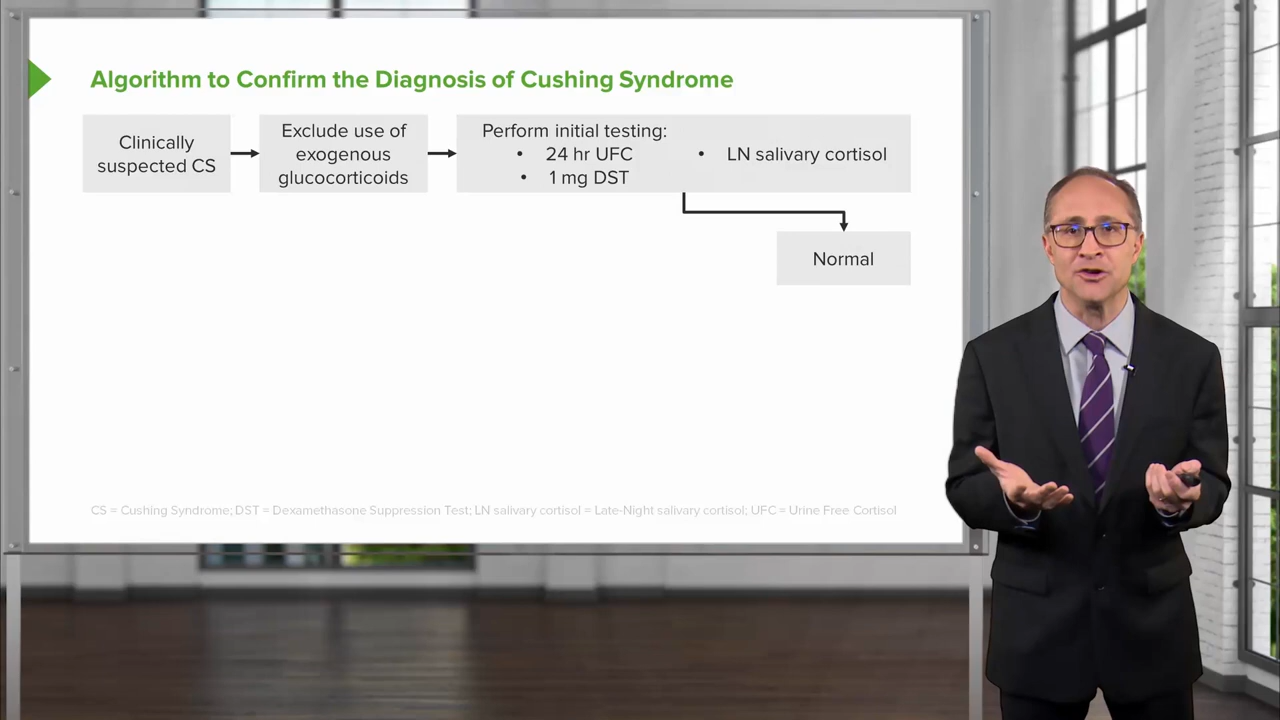 Algorithm to Confirm the Diagnosis of Cushing Syndrome
Clinically
suspected CS
Exclude use of
exogenous
glucocorticoids
Perform initial testing:
• 24 hr UFC
• 1 mg DST
• LN salivary cortisol
Normal
CS = Cushing Syndrome; DST = Dexamethasone Suppression Test; LN salivary cortisol = Late-Night salivary cortisol; UFC = Urine Free Cortisol